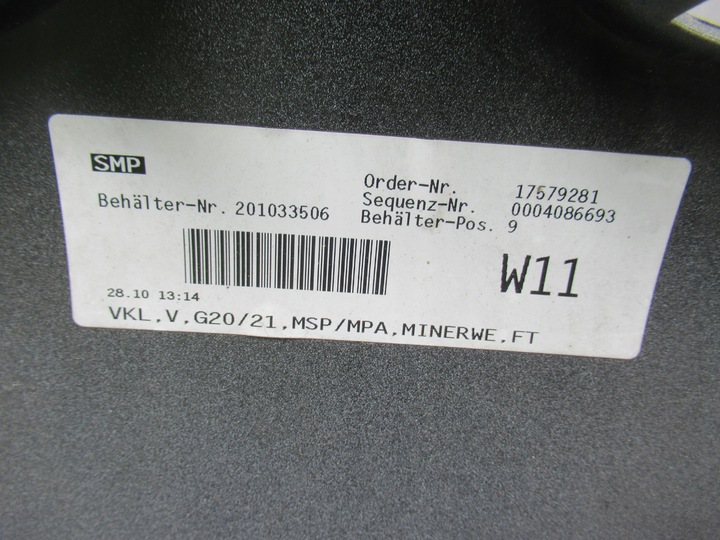 SMP
Behälter-Nr. 201033506
Order-Nr. 17579281
Sequenz-Nr. 0004086693
Behälter-Pos. 9
W11
28.10 13:14
VKL,V,G20/21,MSP/MPA,MINERWE,FT